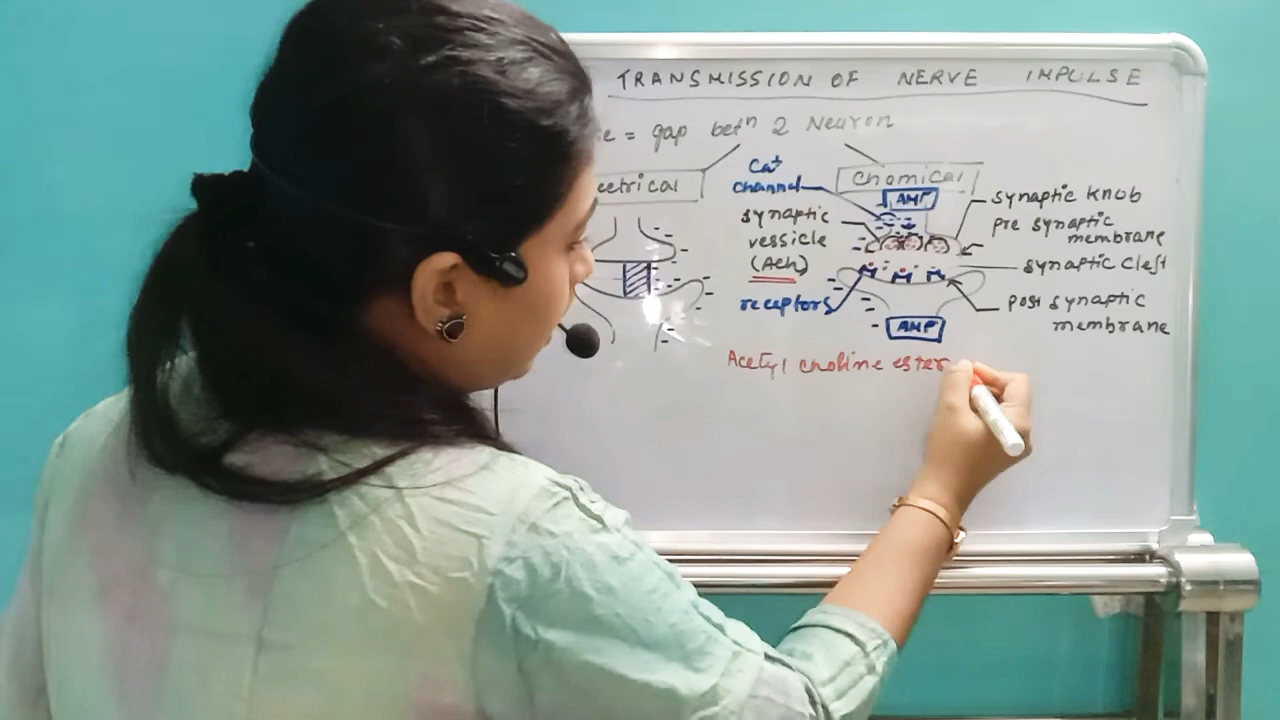 TRANSMISSION OF NERVE IMPULSE
e = gap betn 2 Neuron
ectrical
chemical
Ca+
channel
AMP
synaptic
vessicle
(Ach)
receptors
synaptic knob
pre synaptic
membrane
synaptic cleft
post synaptic
membrane
AMP
Acetyl choline ester